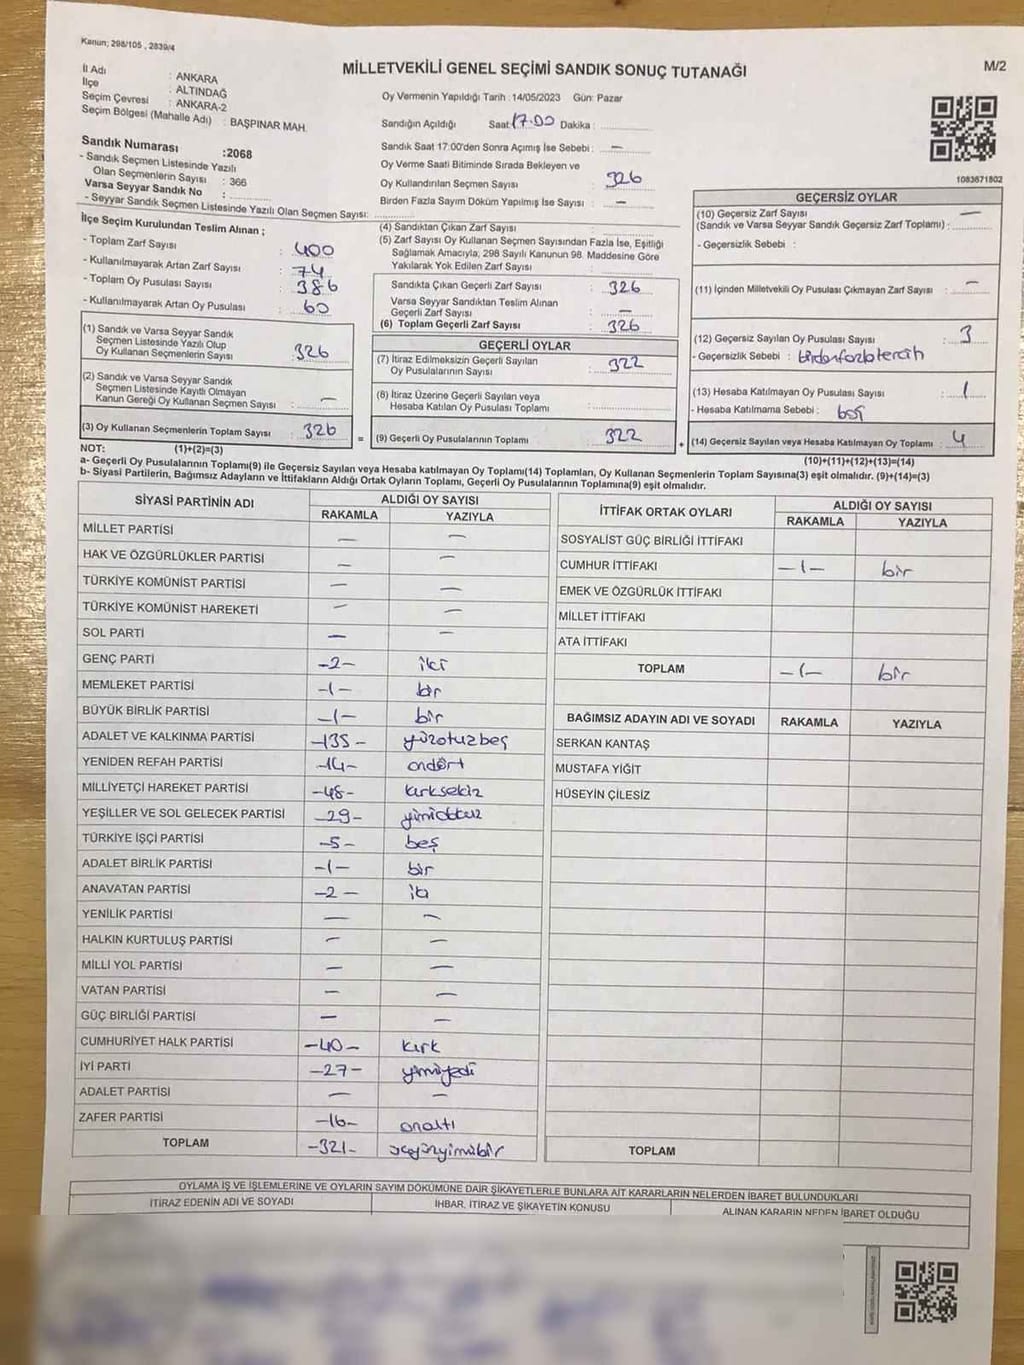 Kanun; 298/105 , 2839/4
M/2
MİLLETVEKİLİ GENEL SEÇİMİ SANDIK SONUÇ TUTANAĞI
İl Adı : ANKARA
İlçe : ALTINDAĞ
Seçim Çevresi : ANKARA-2
Seçim Bölgesi (Mahalle Adı) : BAŞPINAR MAH.
Sandık Numarası :2068
- Sandık Seçmen Listesinde Yazılı
Olan Seçmenlerin Sayısı : 366
Varsa Seyyar Sandık No :
- Seyyar Sandık Seçmen Listesinde Yazılı Olan Seçmen Sayısı:
Oy Vermenin Yapıldığı Tarih :14/05/2023 Gün: Pazar
Sandığın Açıldığı Saat: 17.00 Dakika :
Sandık Saat 17:00'den Sonra Açımış İse Sebebi : —
Oy Verme Saati Bitiminde Sırada Bekleyen ve
Oy Kullandırılan Seçmen Sayısı : 326
Birden Fazla Sayım Döküm Yapılmış İse Sayısı : —
1083671802
İlçe Seçim Kurulundan Teslim Alınan ;
- Toplam Zarf Sayısı : 400
- Kullanılmayarak Artan Zarf Sayısı : 74
- Toplam Oy Pusulası Sayısı : 386
- Kullanılmayarak Artan Oy Pusulası : 60
(1) Sandık ve Varsa Seyyar Sandık
Seçmen Listesinde Yazılı Olup
Oy Kullanan Seçmenlerin Sayısı : 326
(2) Sandık ve Varsa Seyyar Sandık
Seçmen Listesinde Kayıtlı Olmayan
Kanun Gereği Oy Kullanan Seçmen Sayısı : —
(3) Oy Kullanan Seçmenlerin Toplam Sayısı : 326
(4) Sandıktan Çıkan Zarf Sayısı :
(5) Zarf Sayısı Oy Kullanan Seçmen Sayısından Fazla İse, Eşitliği
Sağlamak Amacıyla, 298 Sayılı Kanunun 98. Maddesine Göre
Yakılarak Yok Edilen Zarf Sayısı :
Sandıkta Çıkan Geçerli Zarf Sayısı : 326
Varsa Seyyar Sandıktan Teslim Alınan
Geçerli Zarf Sayısı : —
(6) Toplam Geçerli Zarf Sayısı : 326
GEÇERLİ OYLAR
(7) İtiraz Edilmeksizin Geçerli Sayılan
Oy Pusulalarının Sayısı : 322
(8) İtiraz Üzerine Geçerli Sayılan veya
Hesaba Katılan Oy Pusulası Toplamı :
= (9) Geçerli Oy Pusulalarının Toplamı : 322 +
GEÇERSİZ OYLAR
(10) Geçersiz Zarf Sayısı —
(Sandık ve Varsa Seyyar Sandık Geçersiz Zarf Toplamı) :
- Geçersizlik Sebebi :
(11) İçinden Milletvekili Oy Pusulası Çıkmayan Zarf Sayısı : —
(12) Geçersiz Sayılan Oy Pusulası Sayısı : 3
- Geçersizlik Sebebi : birdenfazlatercih
(13) Hesaba Katılmayan Oy Pusulası Sayısı : 1
- Hesaba Katılmama Sebebi : boş
(14) Geçersiz Sayılan veya Hesaba Katılmayan Oy Toplamı : 4
NOT: (1)+(2)=(3)
(10)+(11)+(12)+(13)=(14)
a- Geçerli Oy Pusulalarının Toplamı(9) ile Geçersiz Sayılan veya Hesaba katılmayan Oy Toplamı(14) Toplamları, Oy Kullanan Seçmenlerin Toplam Sayısına(3) eşit olmalıdır. (9)+(14)=(3)
b- Siyasi Partilerin, Bağımsız Adayların ve İttifakların Aldığı Ortak Oyların Toplamı, Geçerli Oy Pusulalarının Toplamına(9) eşit olmalıdır.
SİYASİ PARTİNİN ADI ALDIĞI OY SAYISI
RAKAMLA YAZIYLA
MİLLET PARTİSİ — —
HAK VE ÖZGÜRLÜKLER PARTİSİ — —
TÜRKİYE KOMÜNİST PARTİSİ — —
TÜRKİYE KOMÜNİST HAREKETİ — —
SOL PARTİ — —
GENÇ PARTİ -2- iki
MEMLEKET PARTİSİ -1- bir
BÜYÜK BİRLİK PARTİSİ -1- bir
ADALET VE KALKINMA PARTİSİ -135- yüzotuzbeş
YENİDEN REFAH PARTİSİ -14- ondört
MİLLİYETÇİ HAREKET PARTİSİ -48- kırksekiz
YEŞİLLER VE SOL GELECEK PARTİSİ -29- yimidokuz
TÜRKİYE İŞÇİ PARTİSİ -5- beş
ADALET BİRLİK PARTİSİ -1- bir
ANAVATAN PARTİSİ -2- iki
YENİLİK PARTİSİ — —
HALKIN KURTULUŞ PARTİSİ — —
MİLLİ YOL PARTİSİ — —
VATAN PARTİSİ — —
GÜÇ BİRLİĞİ PARTİSİ — —
CUMHURİYET HALK PARTİSİ -40- kırk
İYİ PARTİ -27- yimiyedi
ADALET PARTİSİ — —
ZAFER PARTİSİ -16- onaltı
TOPLAM -321- üçyüzyimibir
İTTİFAK ORTAK OYLARI ALDIĞI OY SAYISI
RAKAMLA YAZIYLA
SOSYALİST GÜÇ BİRLİĞİ İTTİFAKI
CUMHUR İTTİFAKI -1- bir
EMEK VE ÖZGÜRLÜK İTTİFAKI
MİLLET İTTİFAKI
ATA İTTİFAKI
TOPLAM -1- bir
BAĞIMSIZ ADAYIN ADI VE SOYADI RAKAMLA YAZIYLA
SERKAN KANTAŞ
MUSTAFA YİĞİT
HÜSEYİN ÇİLESİZ
TOPLAM
OYLAMA İŞ VE İŞLEMLERİNE VE OYLARIN SAYIM DÖKÜMÜNE DAİR ŞİKAYETLERLE BUNLARA AİT KARARLARIN NELERDEN İBARET BULUNDUKLARI
İTİRAZ EDENİN ADI VE SOYADI İHBAR, İTİRAZ VE ŞİKAYETİN KONUSU ALINAN KARARIN NEDEN İBARET OLDUĞU